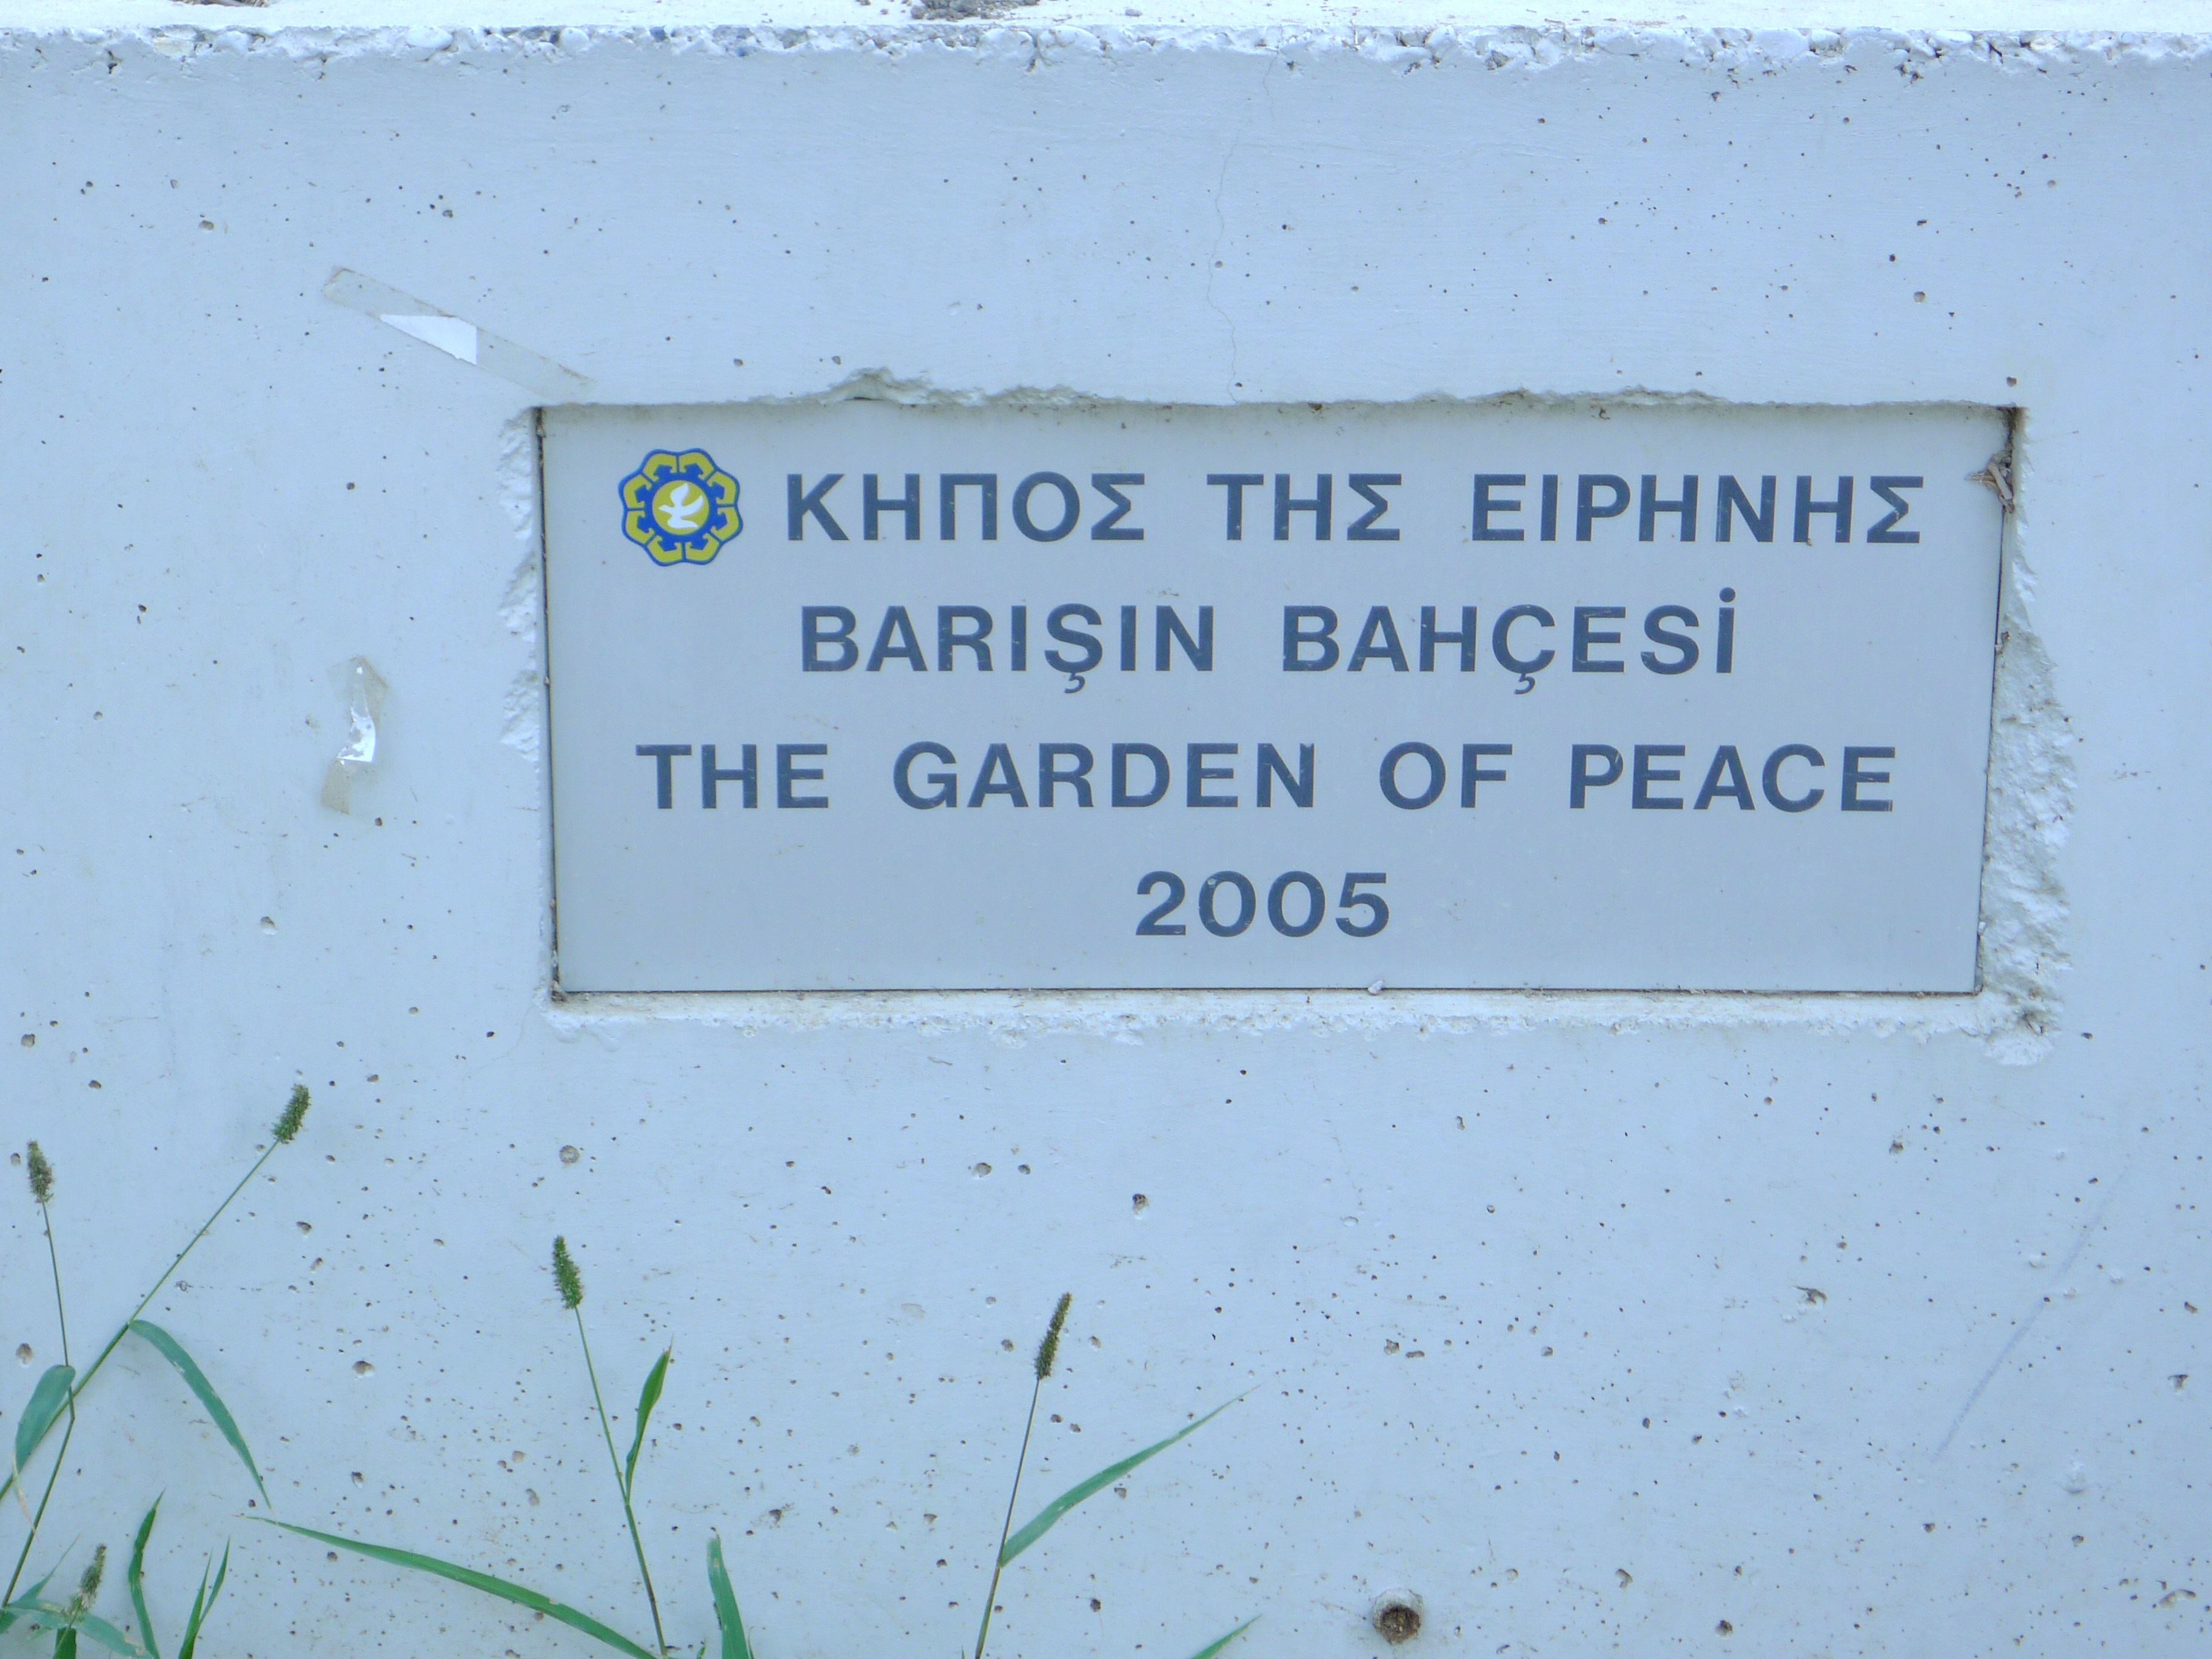 ΚΗΠΟΣ ΤΗΣ ΕΙΡΗΝΗΣ
BARIŞIN BAHÇESİ
THE GARDEN OF PEACE
2005